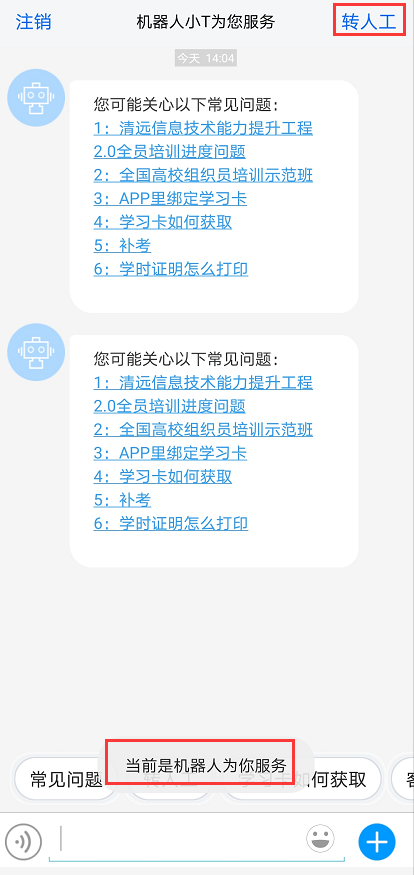 注销 机器人小T为您服务 转人工
今天 14:04
您可能关心以下常见问题：
1：清远信息技术能力提升工程
2.0全员培训进度问题
2：全国高校组织员培训示范班
3：APP里绑定学习卡
4：学习卡如何获取
5：补考
6：学时证明怎么打印
您可能关心以下常见问题：
1：清远信息技术能力提升工程
2.0全员培训进度问题
2：全国高校组织员培训示范班
3：APP里绑定学习卡
4：学习卡如何获取
5：补考
6：学时证明怎么打印
当前是机器人为你服务
常见问题 转人工 学习卡如何获取